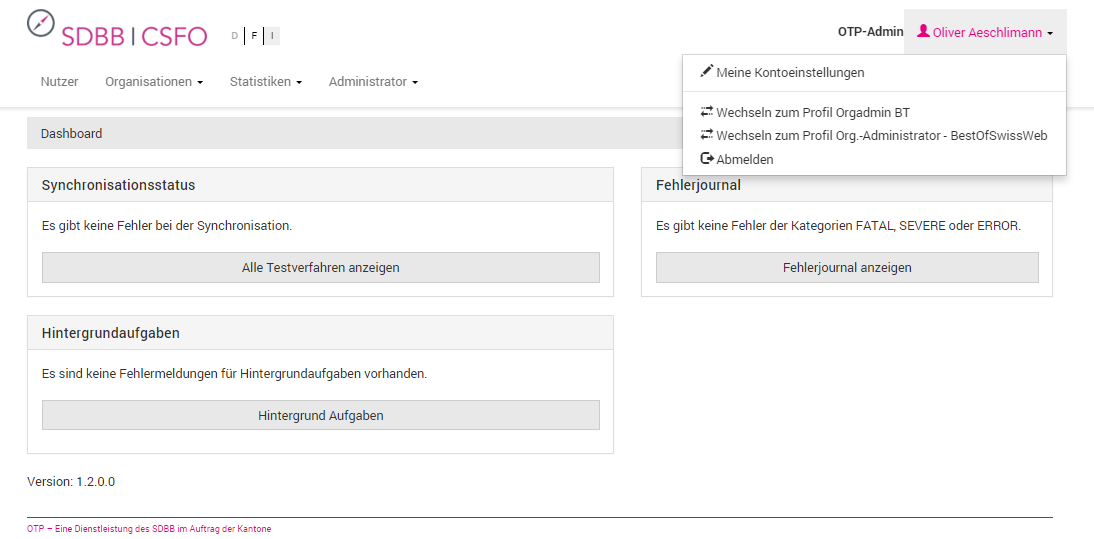 SDBB | CSFO
D F I
OTP-Admin Oliver Aeschlimann
Nutzer Organisationen Statistiken Administrator
Meine Kontoeinstellungen
Wechseln zum Profil Orgadmin BT
Wechseln zum Profil Org.-Administrator - BestOfSwissWeb
Abmelden
Dashboard
Synchronisationsstatus
Es gibt keine Fehler bei der Synchronisation.
Alle Testverfahren anzeigen
Fehlerjournal
Es gibt keine Fehler der Kategorien FATAL, SEVERE oder ERROR.
Fehlerjournal anzeigen
Hintergrundaufgaben
Es sind keine Fehlermeldungen für Hintergrundaufgaben vorhanden.
Hintergrund Aufgaben
Version: 1.2.0.0
OTP – Eine Dienstleistung des SDBB im Auftrag der Kantone